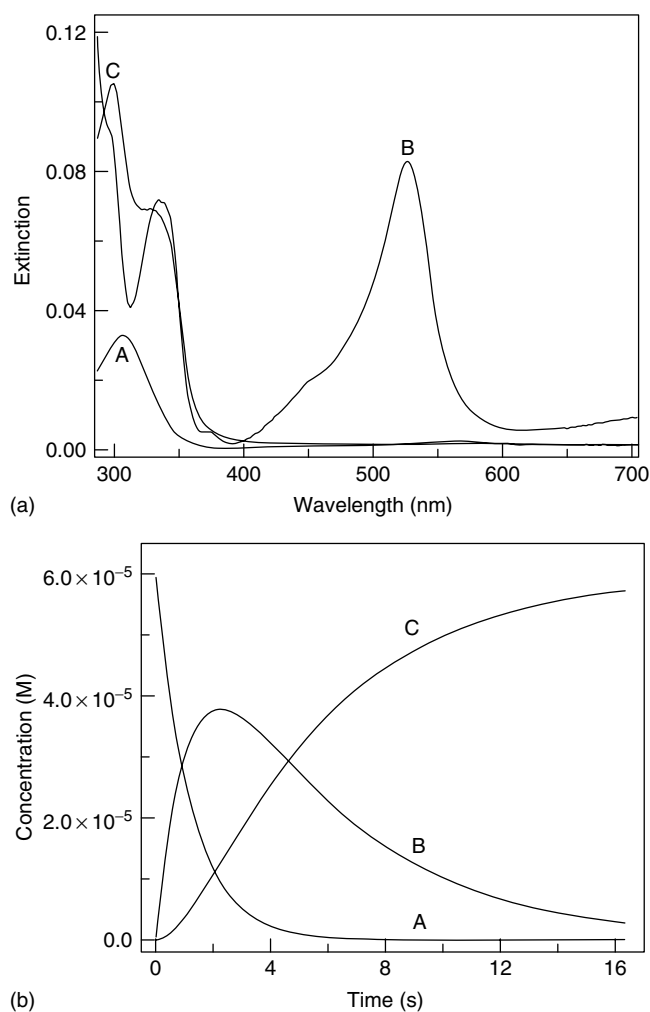 0.12
C
B
0.08
Extinction
0.04
A
0.00
300 400 500 600 700
(a)
Wavelength (nm)
6.0 × 10⁻⁵
C
4.0 × 10⁻⁵
Concentration (M)
2.0 × 10⁻⁵
B
A
0.0
0 4 8 12 16
(b)
Time (s)